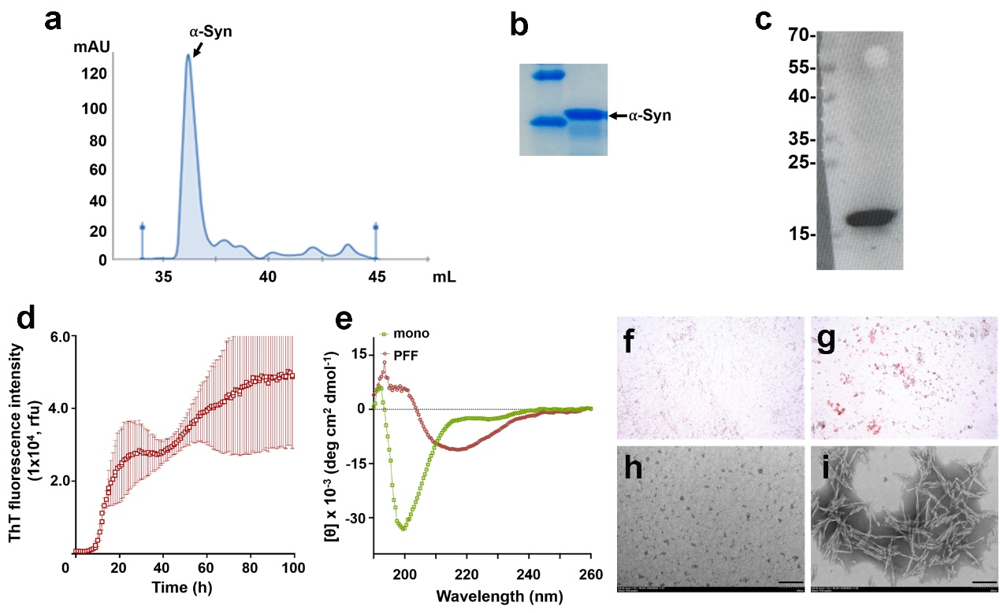 a
α-Syn
mAU
120
100
80
60
40
20
0
35
40
45
mL
b
α-Syn
c
70-
55-
40-
35-
25-
15-
d
ThT fluorescence intensity
(1x10⁴, rfu)
6.0
4.0
2.0
0
20
40
60
80
100
Time (h)
e
mono
PFF
[θ] x 10⁻³ (deg cm² dmol⁻¹)
15
0
-15
-30
200
220
240
260
Wavelength (nm)
f
g
h
i